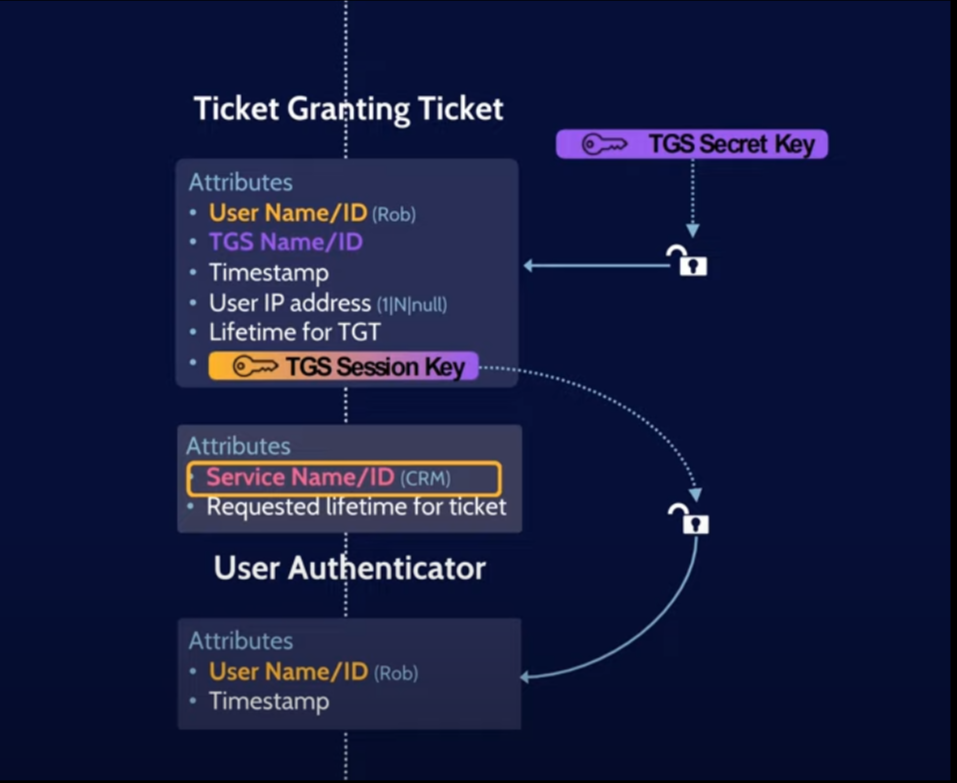 Ticket Granting Ticket
TGS Secret Key
Attributes
• User Name/ID (Rob)
• TGS Name/ID
• Timestamp
• User IP address (1|N|null)
• Lifetime for TGT
• TGS Session Key
Attributes
• Service Name/ID (CRM)
• Requested lifetime for ticket
User Authenticator
Attributes
• User Name/ID (Rob)
• Timestamp